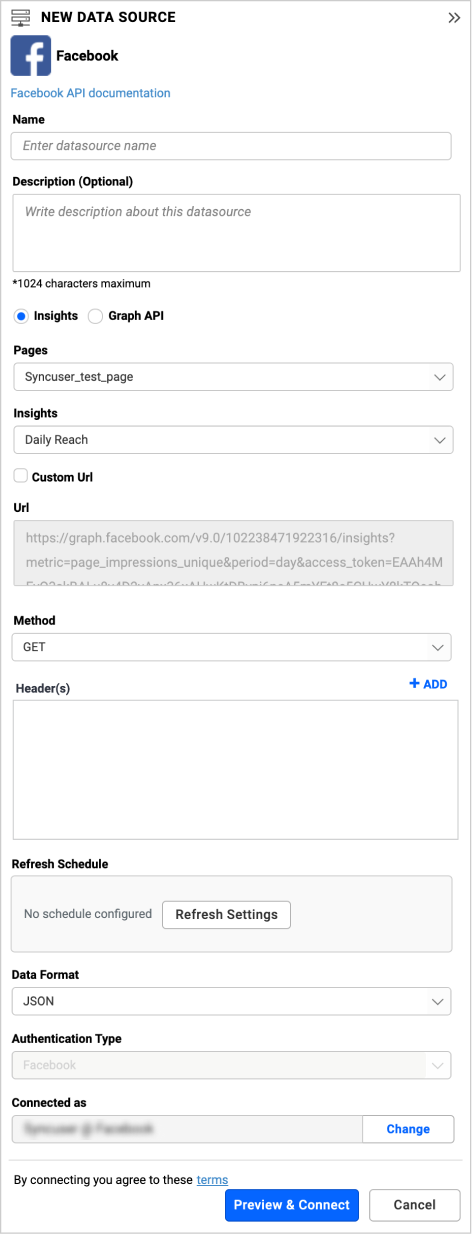 NEW DATA SOURCE
Facebook
Facebook API documentation
Name
Enter datasource name
Description (Optional)
Write description about this datasource
*1024 characters maximum
Insights Graph API
Pages
Syncuser_test_page
Insights
Daily Reach
Custom Url
Url
https://graph.facebook.com/v9.0/102238471922316/insights?
metric=page_impressions_unique&period=day&access_token=EAAh4M
Method
GET
Header(s)
+ ADD
Refresh Schedule
No schedule configured Refresh Settings
Data Format
JSON
Authentication Type
Facebook
Connected as
Syncuser @ Facebook Change
By connecting you agree to these terms
Preview & Connect Cancel